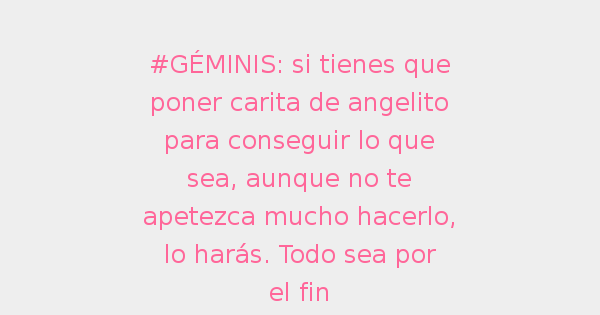 #GÉMINIS: si tienes que
poner carita de angelito
para conseguir lo que
sea, aunque no te
apetezca mucho hacerlo,
lo harás. Todo sea por
el fin